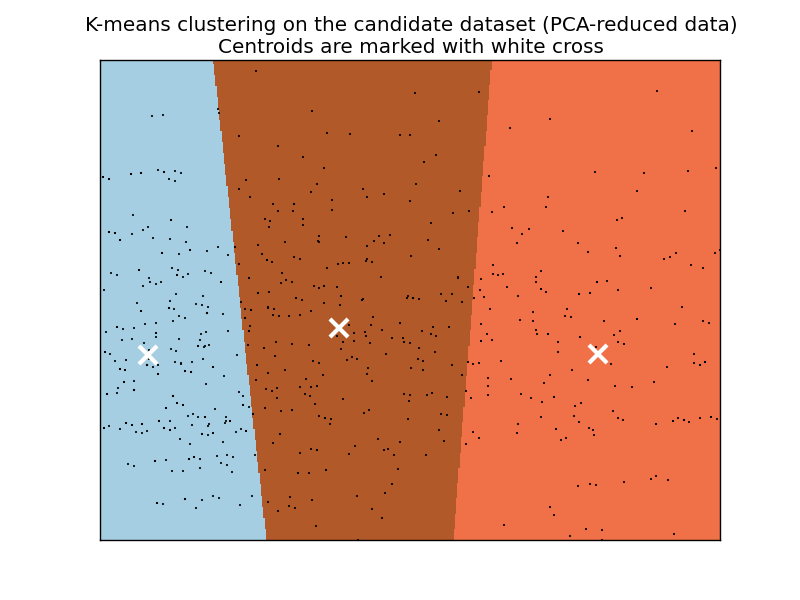 K-means clustering on the candidate dataset (PCA-reduced data)
Centroids are marked with white cross